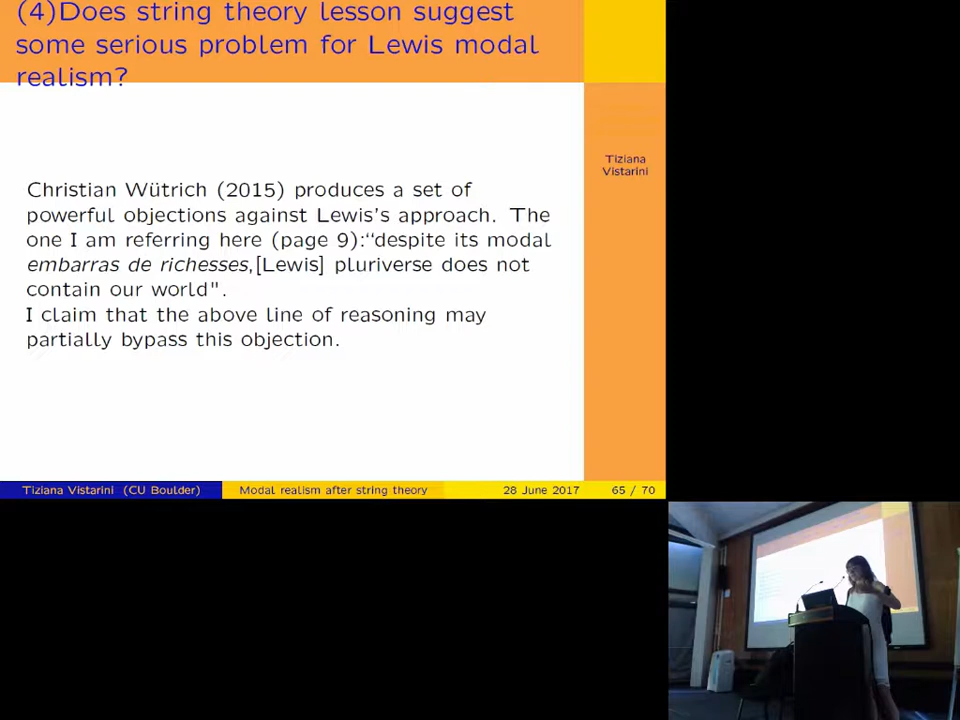 (4)Does string theory lesson suggest
some serious problem for Lewis modal
realism?
Tiziana
Vistarini
Christian Wütrich (2015) produces a set of
powerful objections against Lewis's approach. The
one I am referring here (page 9):“despite its modal
embarras de richesses,[Lewis] pluriverse does not
contain our world".
I claim that the above line of reasoning may
partially bypass this objection.
Tiziana Vistarini (CU Boulder) Modal realism after string theory 28 June 2017 65 / 70